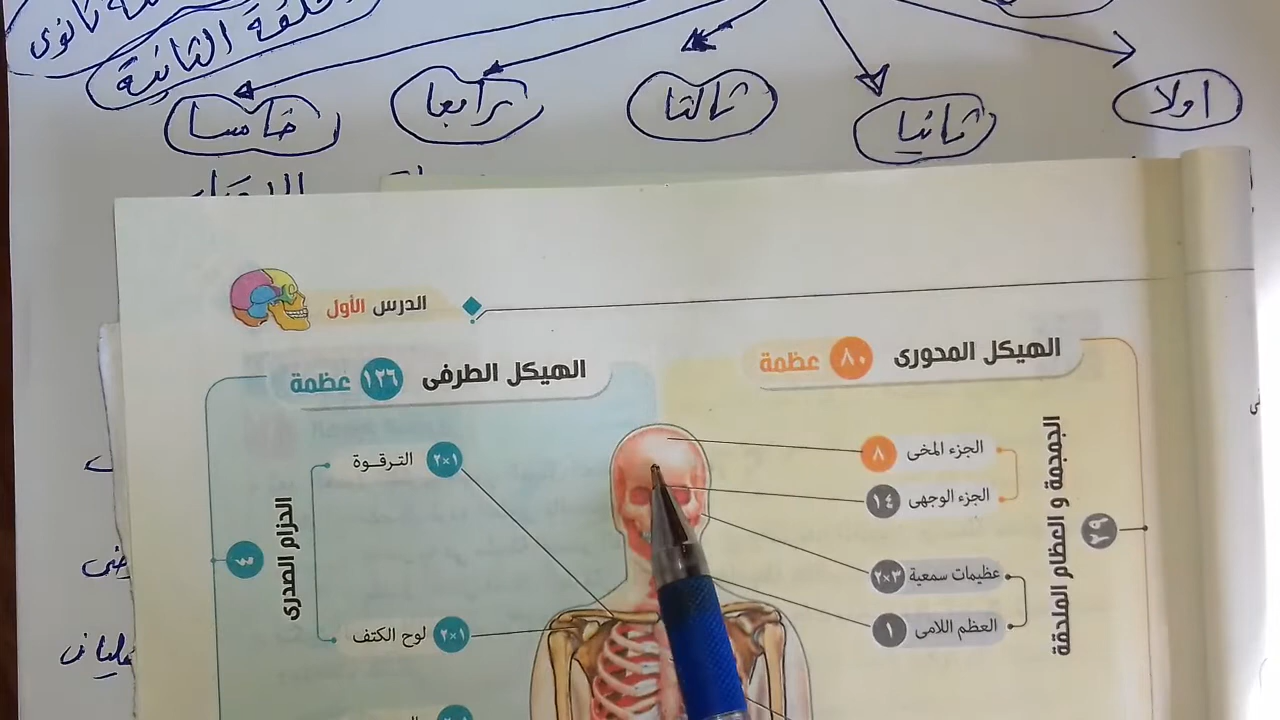 ثانوى
الثانية
اولا
ثانيا
ثالثا
رابعا
خامسا
الدرس الأول
الهيكل المحورى ٨٠ عظمة
الجمجمة و العظام الملحقة ٢٩
الجزء المخى ٨
الجزء الوجهى ١٤
عظيمات سمعية ٣×٢
العظم اللامى ١
الهيكل الطرفى ١٢٦ عظمة
الحزام الصدرى ٤
الترقوة ١×٢
لوح الكتف ١×٢